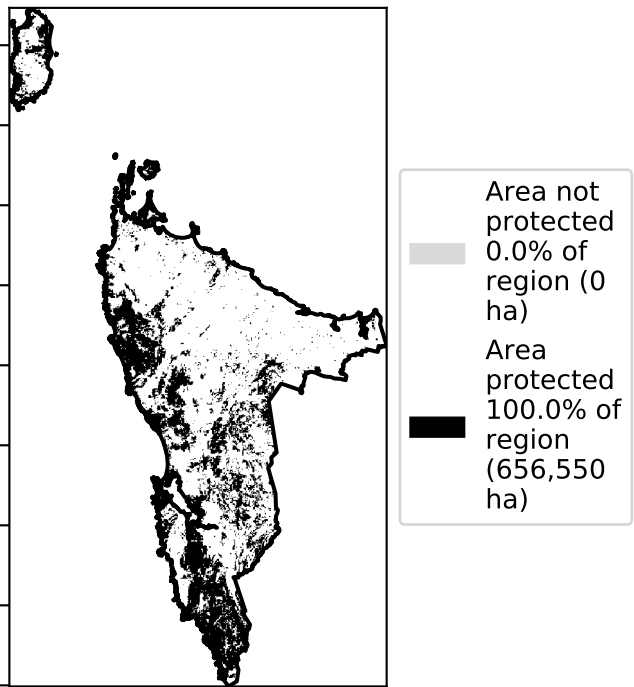 Area not
protected
0.0% of
region (0
ha)
Area
protected
100.0% of
region
(656,550
ha)